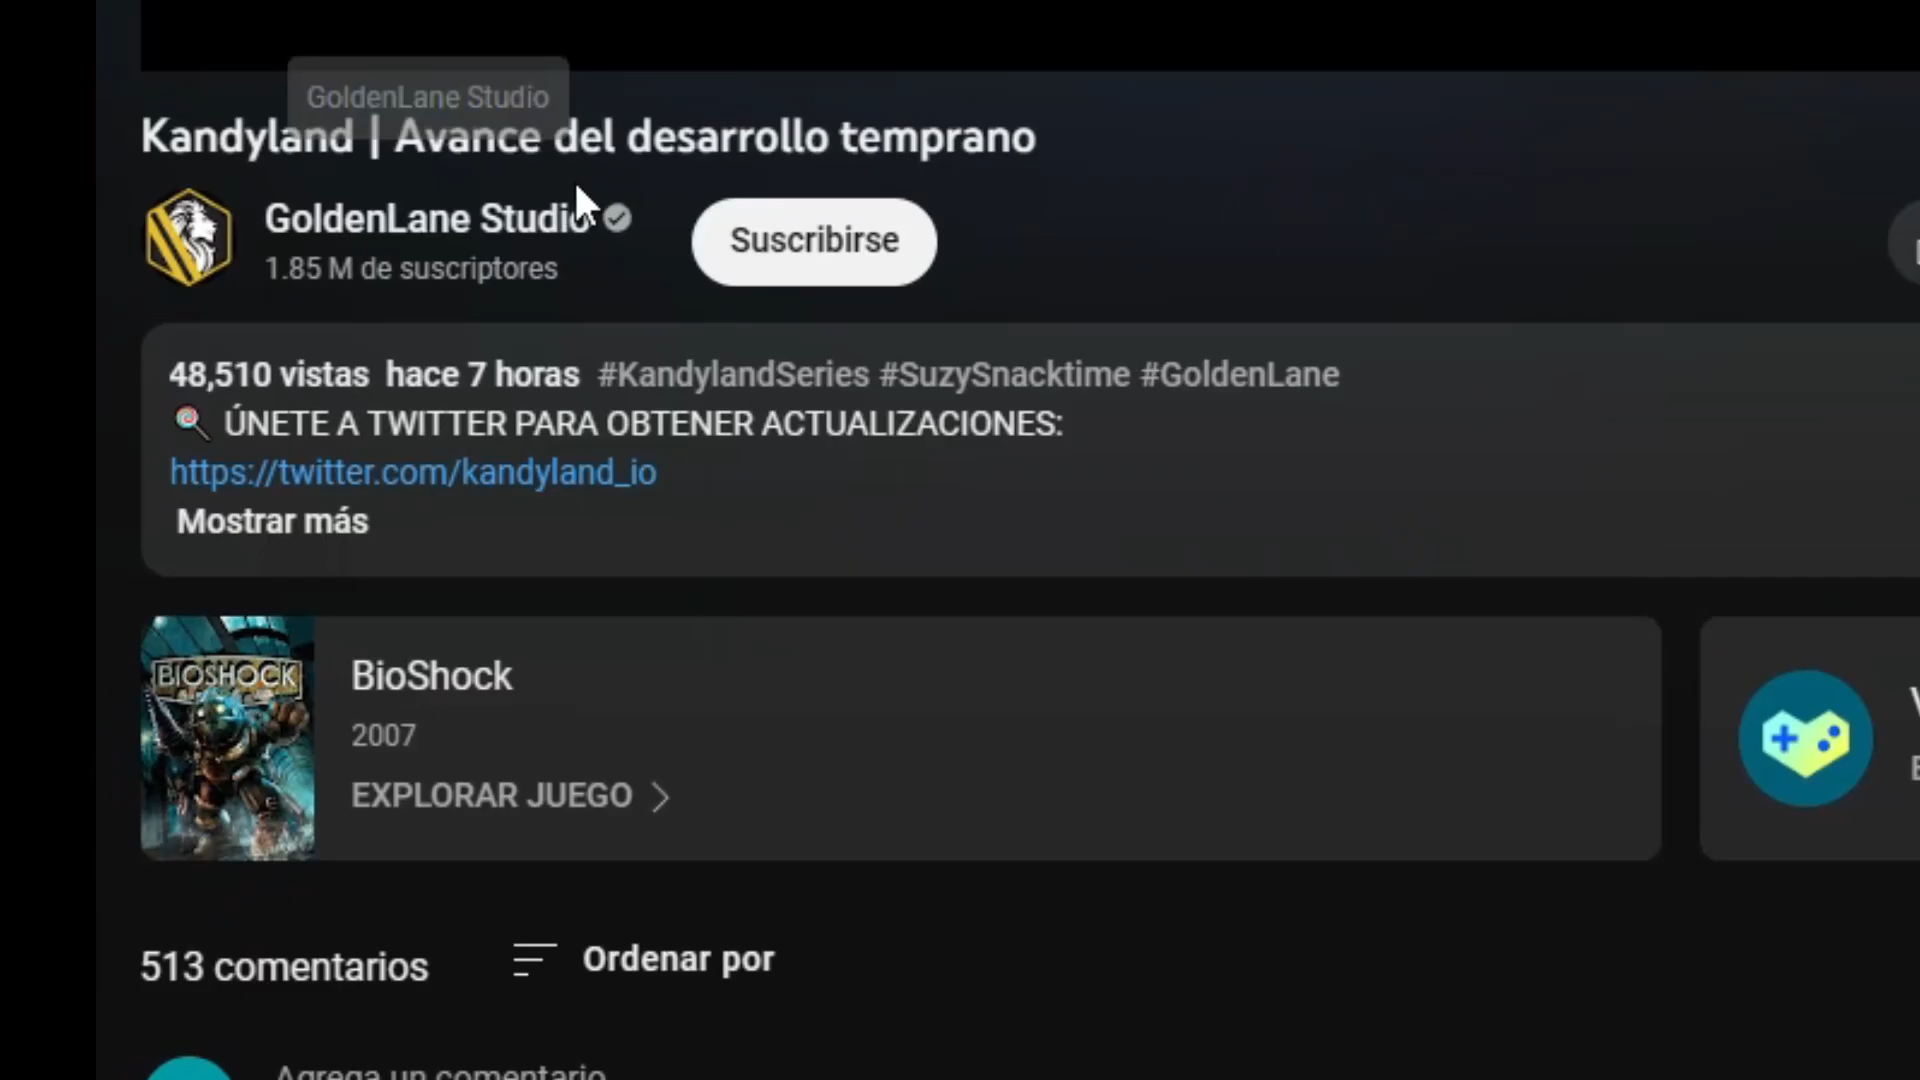 GoldenLane Studio
Kandyland | Avance del desarrollo temprano
GoldenLane Studio
1.85 M de suscriptores
Suscribirse
48,510 vistas hace 7 horas #KandylandSeries #SuzySnacktime #GoldenLane
ÚNETE A TWITTER PARA OBTENER ACTUALIZACIONES:
https://twitter.com/kandyland_io
Mostrar más
BIOSHOCK
BioShock
2007
EXPLORAR JUEGO
513 comentarios
Ordenar por
Agrega un comentario